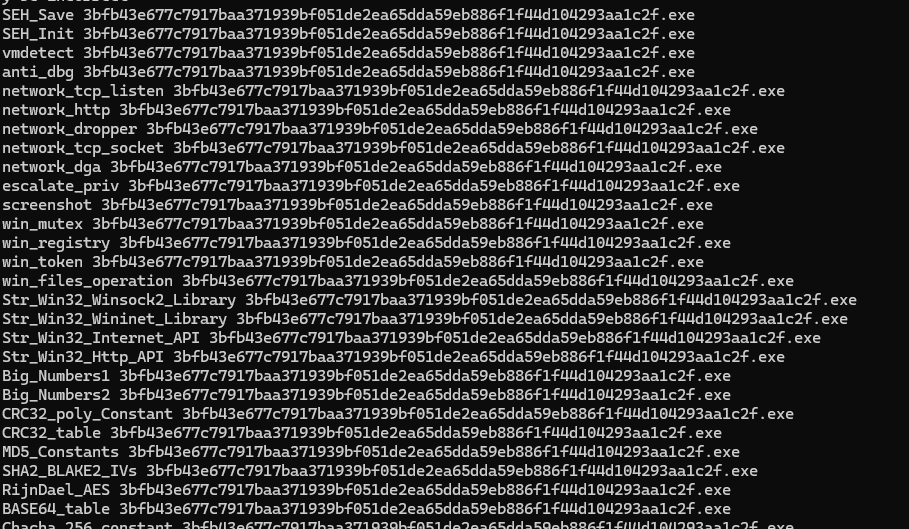 SEH_Save 3bfb43e677c7917baa371939bf051de2ea65dda59eb886f1f44d104293aa1c2f.exe
SEH_Init 3bfb43e677c7917baa371939bf051de2ea65dda59eb886f1f44d104293aa1c2f.exe
vmdetect 3bfb43e677c7917baa371939bf051de2ea65dda59eb886f1f44d104293aa1c2f.exe
anti_dbg 3bfb43e677c7917baa371939bf051de2ea65dda59eb886f1f44d104293aa1c2f.exe
network_tcp_listen 3bfb43e677c7917baa371939bf051de2ea65dda59eb886f1f44d104293aa1c2f.exe
network_http 3bfb43e677c7917baa371939bf051de2ea65dda59eb886f1f44d104293aa1c2f.exe
network_dropper 3bfb43e677c7917baa371939bf051de2ea65dda59eb886f1f44d104293aa1c2f.exe
network_tcp_socket 3bfb43e677c7917baa371939bf051de2ea65dda59eb886f1f44d104293aa1c2f.exe
network_dga 3bfb43e677c7917baa371939bf051de2ea65dda59eb886f1f44d104293aa1c2f.exe
escalate_priv 3bfb43e677c7917baa371939bf051de2ea65dda59eb886f1f44d104293aa1c2f.exe
screenshot 3bfb43e677c7917baa371939bf051de2ea65dda59eb886f1f44d104293aa1c2f.exe
win_mutex 3bfb43e677c7917baa371939bf051de2ea65dda59eb886f1f44d104293aa1c2f.exe
win_registry 3bfb43e677c7917baa371939bf051de2ea65dda59eb886f1f44d104293aa1c2f.exe
win_token 3bfb43e677c7917baa371939bf051de2ea65dda59eb886f1f44d104293aa1c2f.exe
win_files_operation 3bfb43e677c7917baa371939bf051de2ea65dda59eb886f1f44d104293aa1c2f.exe
Str_Win32_Winsock2_Library 3bfb43e677c7917baa371939bf051de2ea65dda59eb886f1f44d104293aa1c2f.exe
Str_Win32_Wininet_Library 3bfb43e677c7917baa371939bf051de2ea65dda59eb886f1f44d104293aa1c2f.exe
Str_Win32_Internet_API 3bfb43e677c7917baa371939bf051de2ea65dda59eb886f1f44d104293aa1c2f.exe
Str_Win32_Http_API 3bfb43e677c7917baa371939bf051de2ea65dda59eb886f1f44d104293aa1c2f.exe
Big_Numbers1 3bfb43e677c7917baa371939bf051de2ea65dda59eb886f1f44d104293aa1c2f.exe
Big_Numbers2 3bfb43e677c7917baa371939bf051de2ea65dda59eb886f1f44d104293aa1c2f.exe
CRC32_poly_Constant 3bfb43e677c7917baa371939bf051de2ea65dda59eb886f1f44d104293aa1c2f.exe
CRC32_table 3bfb43e677c7917baa371939bf051de2ea65dda59eb886f1f44d104293aa1c2f.exe
MD5_Constants 3bfb43e677c7917baa371939bf051de2ea65dda59eb886f1f44d104293aa1c2f.exe
SHA2_BLAKE2_IVs 3bfb43e677c7917baa371939bf051de2ea65dda59eb886f1f44d104293aa1c2f.exe
RijnDael_AES 3bfb43e677c7917baa371939bf051de2ea65dda59eb886f1f44d104293aa1c2f.exe
BASE64_table 3bfb43e677c7917baa371939bf051de2ea65dda59eb886f1f44d104293aa1c2f.exe
Chacha_256_constant 3bfb43e677c7917baa371939bf051de2ea65dda59eb886f1f44d104293aa1c2f.exe